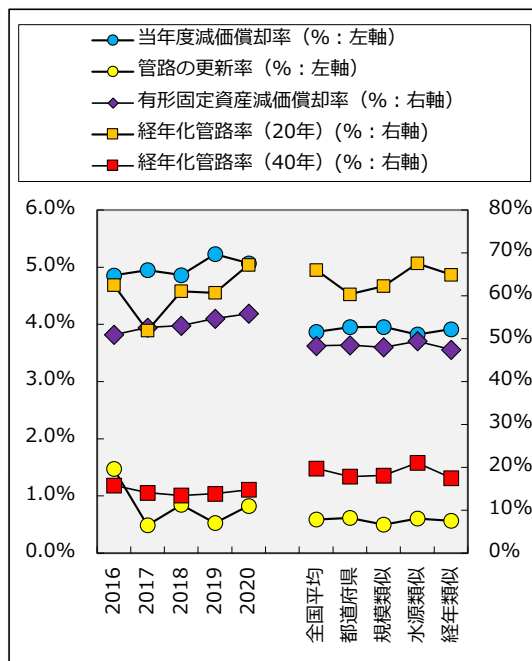 当年度減価償却率（%：左軸）
管路の更新率（%：左軸）
有形固定資産減価償却率（%：右軸）
経年化管路率（20年）(%：右軸)
経年化管路率（40年）(%：右軸)
6.0%
5.0%
4.0%
3.0%
2.0%
1.0%
0.0%
80%
70%
60%
50%
40%
30%
20%
10%
0%
2016
2017
2018
2019
2020
全国平均
都道府県
規模類似
水源類似
経年類似